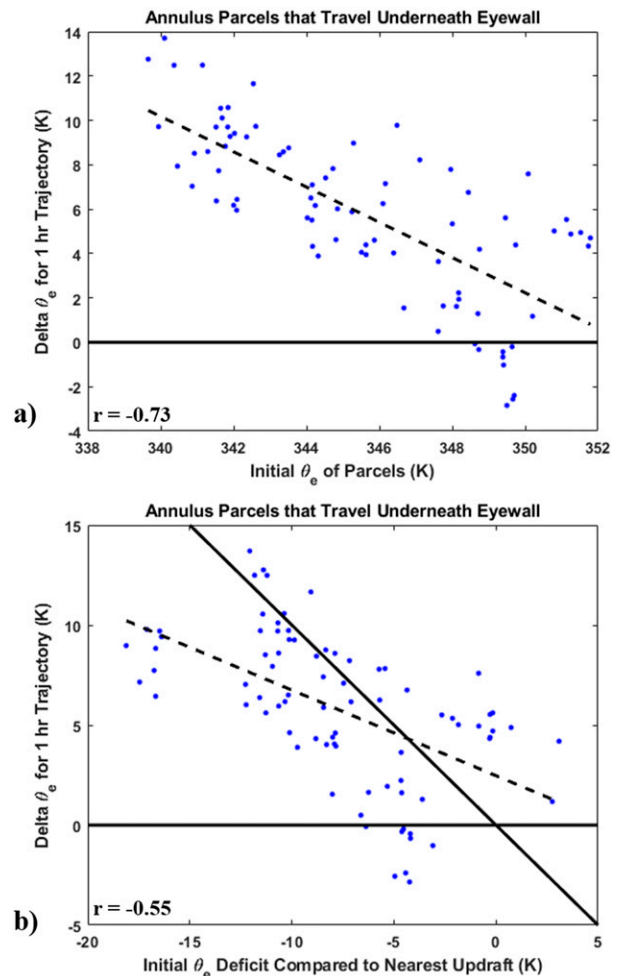 Annulus Parcels that Travel Underneath Eyewall
14
12
10
8
6
4
2
0
-2
-4
Delta θe for 1 hr Trajectory (K)
a)
r = -0.73
338 340 342 344 346 348 350 352
Initial θe of Parcels (K)
Annulus Parcels that Travel Underneath Eyewall
15
10
5
0
-5
Delta θe for 1 hr Trajectory (K)
b)
r = -0.55
-20 -15 -10 -5 0 5
Initial θe Deficit Compared to Nearest Updraft (K)